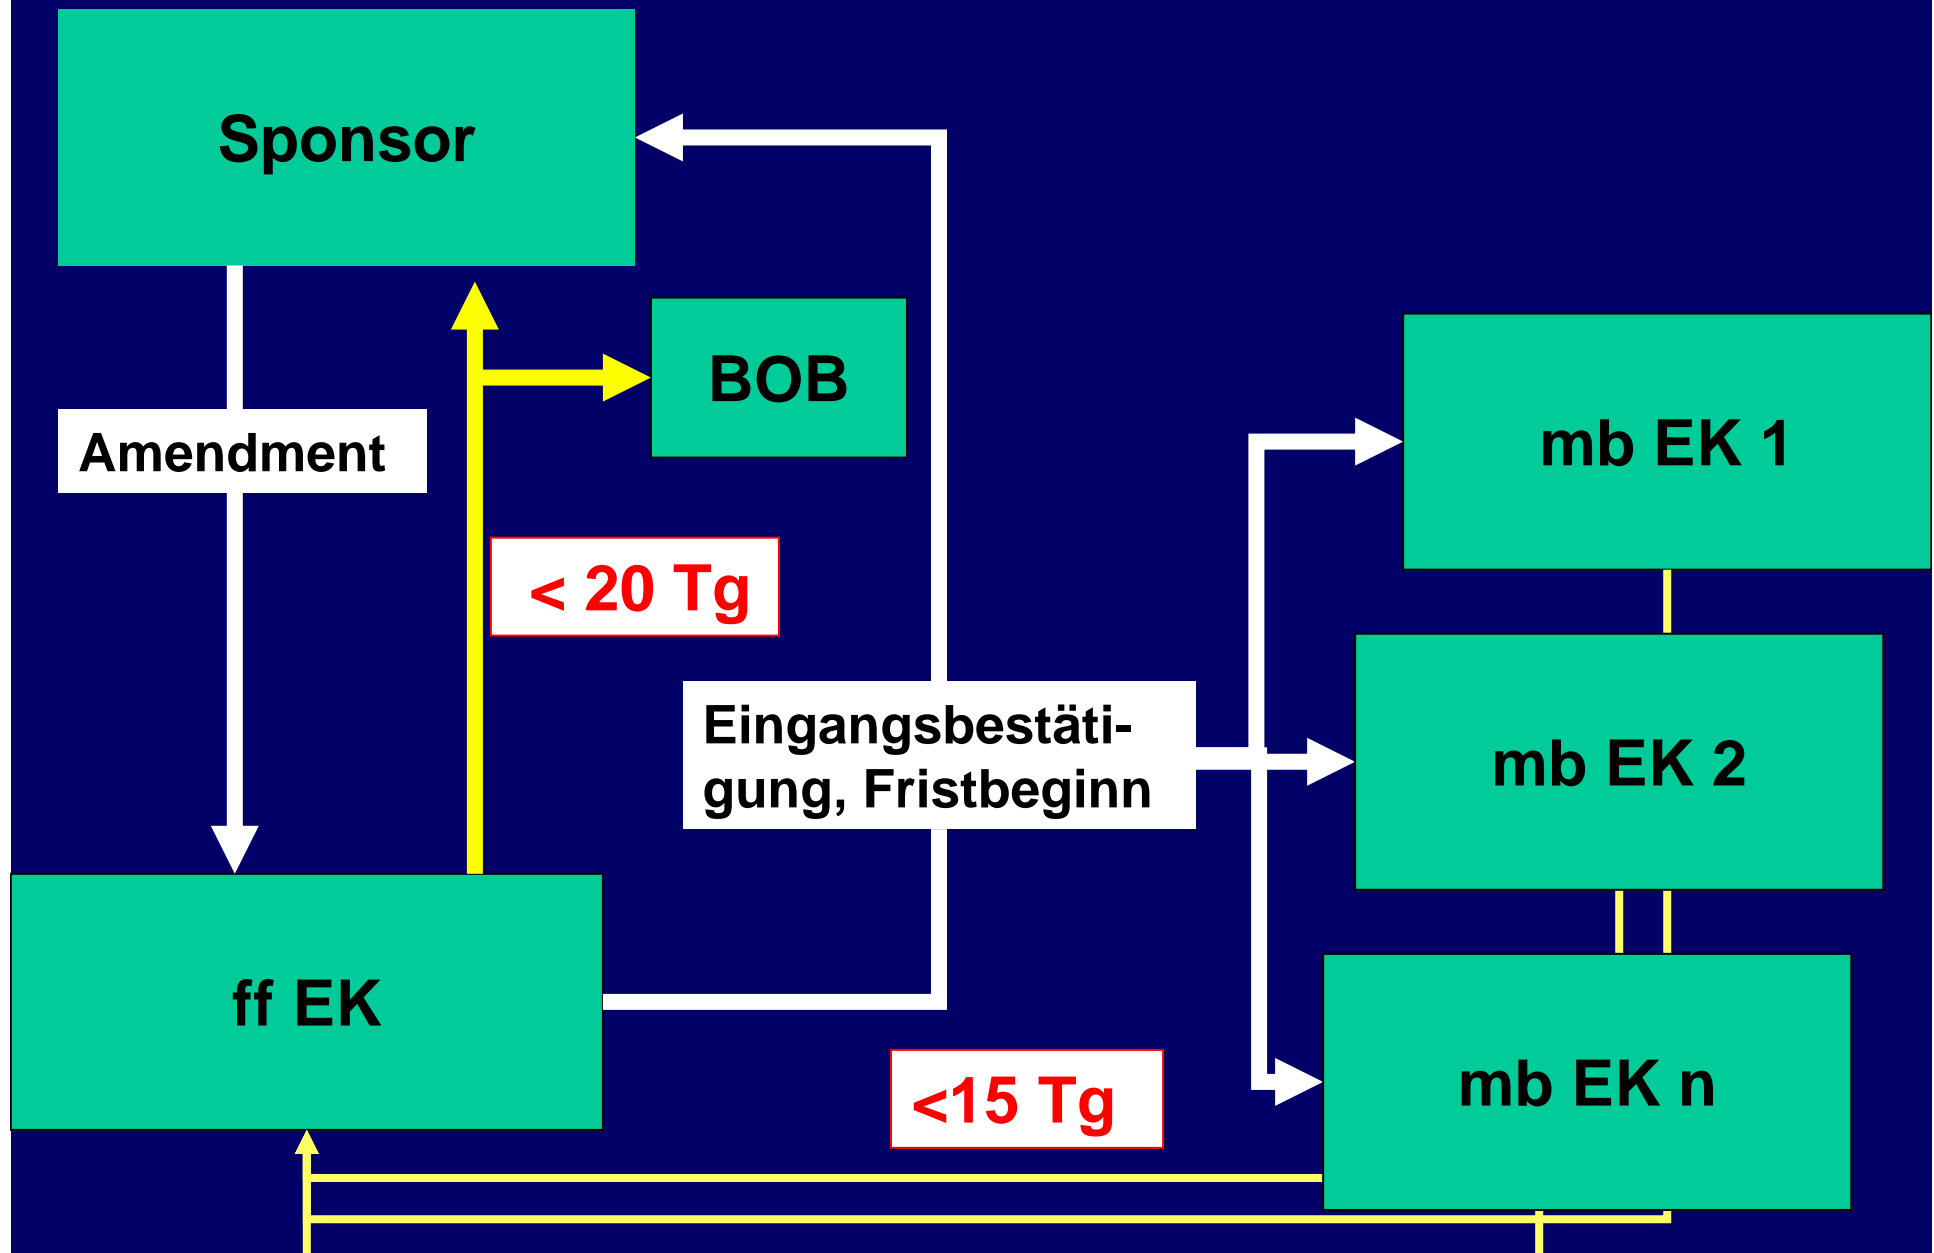 Sponsor
BOB
mb EK 1
Amendment
< 20 Tg
Eingangsbestäti-
gung, Fristbeginn
mb EK 2
ff EK
<15 Tg
mb EK n